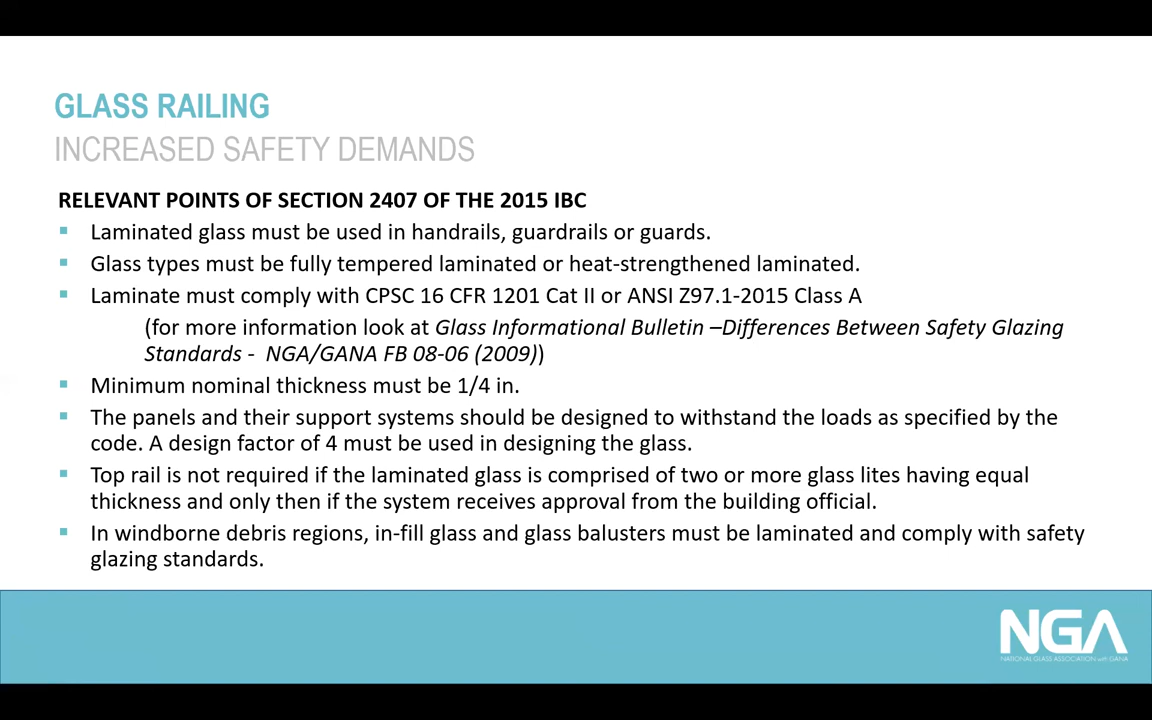 GLASS RAILING
INCREASED SAFETY DEMANDS
RELEVANT POINTS OF SECTION 2407 OF THE 2015 IBC
▪ Laminated glass must be used in handrails, guardrails or guards.
▪ Glass types must be fully tempered laminated or heat-strengthened laminated.
▪ Laminate must comply with CPSC 16 CFR 1201 Cat II or ANSI Z97.1-2015 Class A
(for more information look at Glass Informational Bulletin –Differences Between Safety Glazing
Standards - NGA/GANA FB 08-06 (2009))
▪ Minimum nominal thickness must be 1/4 in.
▪ The panels and their support systems should be designed to withstand the loads as specified by the
code. A design factor of 4 must be used in designing the glass.
▪ Top rail is not required if the laminated glass is comprised of two or more glass lites having equal
thickness and only then if the system receives approval from the building official.
▪ In windborne debris regions, in-fill glass and glass balusters must be laminated and comply with safety
glazing standards.
NGA
NATIONAL GLASS ASSOCIATION with GANA